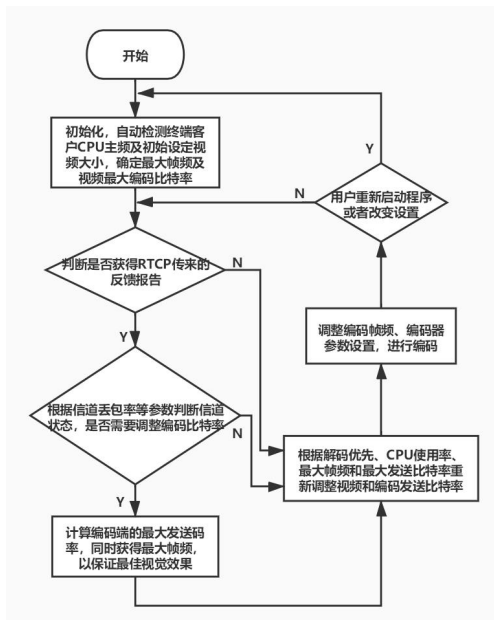 开始
初始化，自动检测终端客
户CPU主频及初始设定视
频大小，确定最大帧频及
视频最大编码比特率
Y
N
用户重新启动程序
或者改变设置
判断是否获得RTCP传来的
反馈报告
N
Y
调整编码帧频、编码器
参数设置，进行编码
根据信道丢包率等参数判断信道
状态，是否需要调整编码比特率
N
Y
根据解码优先、CPU使用率、
最大帧频和最大发送比特率重
新调整视频和编码发送比特率
计算编码端的最大发送码
率，同时获得最大帧频，
以保证最佳视觉效果